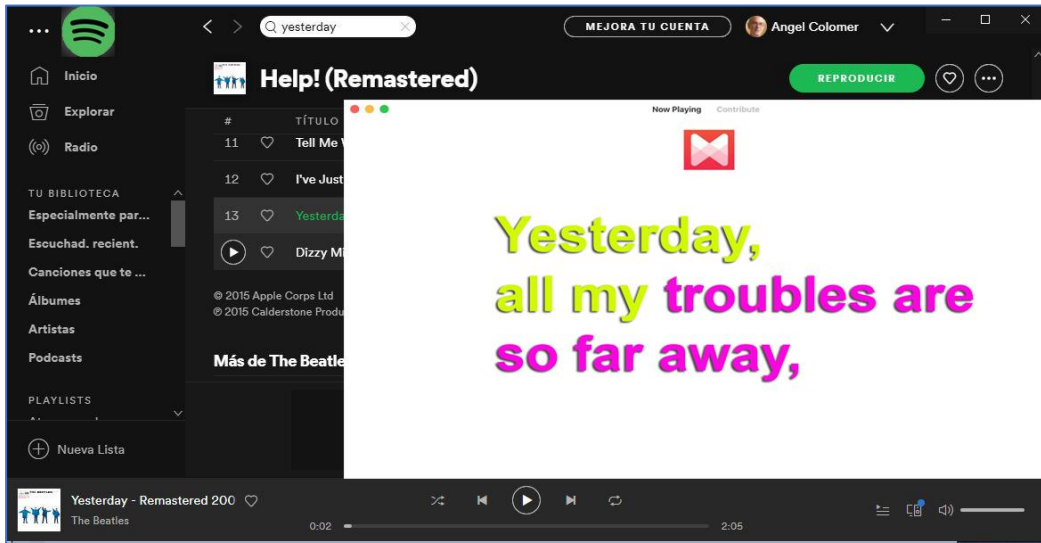 yesterday
MEJORA TU CUENTA
Angel Colomer
Inicio
Explorar
Radio
TU BIBLIOTECA
Especialmente par...
Escuchad. recient.
Canciones que te ...
Álbumes
Artistas
Podcasts
PLAYLISTS
Nueva Lista
Help! (Remastered)
REPRODUCIR
# TÍTULO
11 Tell Me
12 I've Just
13 Yesterda
Dizzy Mi
© 2015 Apple Corps Ltd
℗ 2015 Calderstone Produ
Más de The Beatle
Now Playing Contribute
Yesterday,
all my troubles are
so far away,
Yesterday - Remastered 200
The Beatles
0:02
2:05